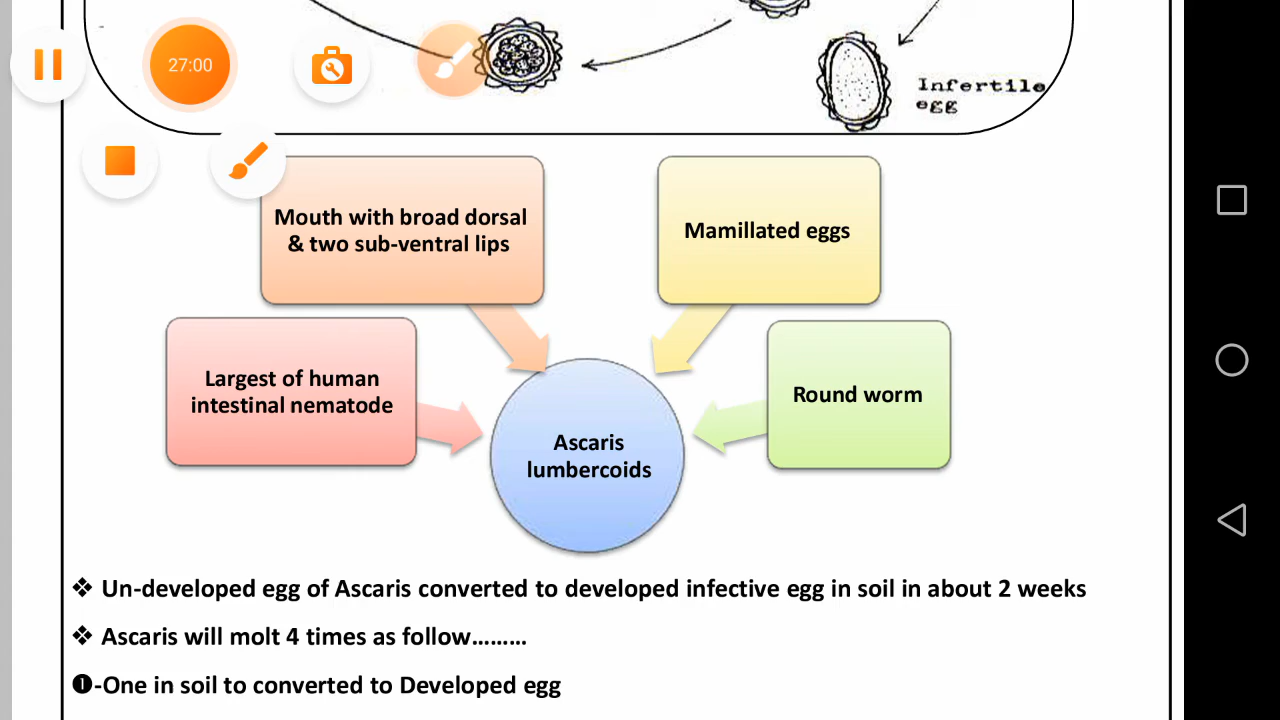 27:00
Infertile
egg
Mouth with broad dorsal
& two sub-ventral lips
Mamillated eggs
Largest of human
intestinal nematode
Round worm
Ascaris
lumbercoids
❖ Un-developed egg of Ascaris converted to developed infective egg in soil in about 2 weeks
❖ Ascaris will molt 4 times as follow.........
❶-One in soil to converted to Developed egg